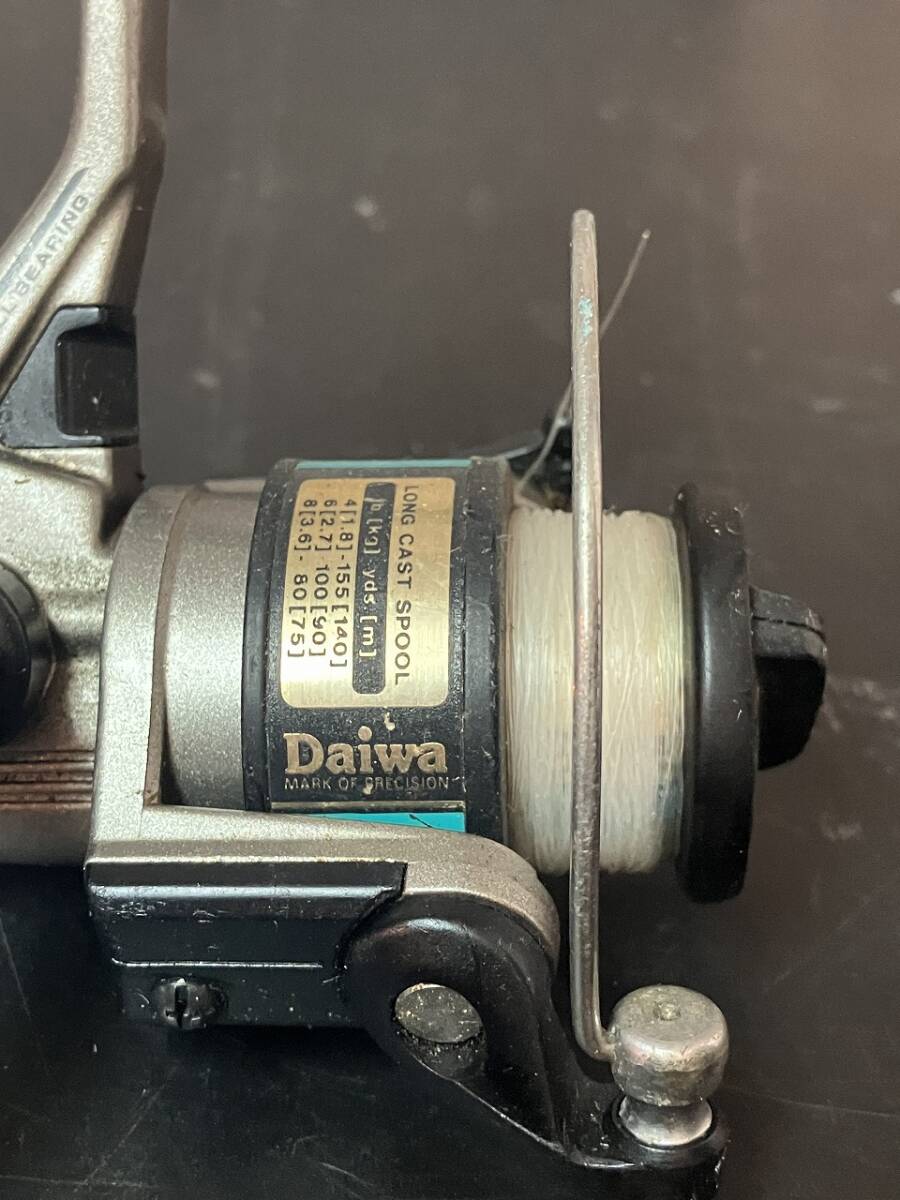 BEARING
LONG CAST SPOOL
lb [kg] yds [m]
4[1.8]-155[140]
6[2.7]-100[90]
8[3.6]- 80[75]
Daiwa
MARK OF PRECISION